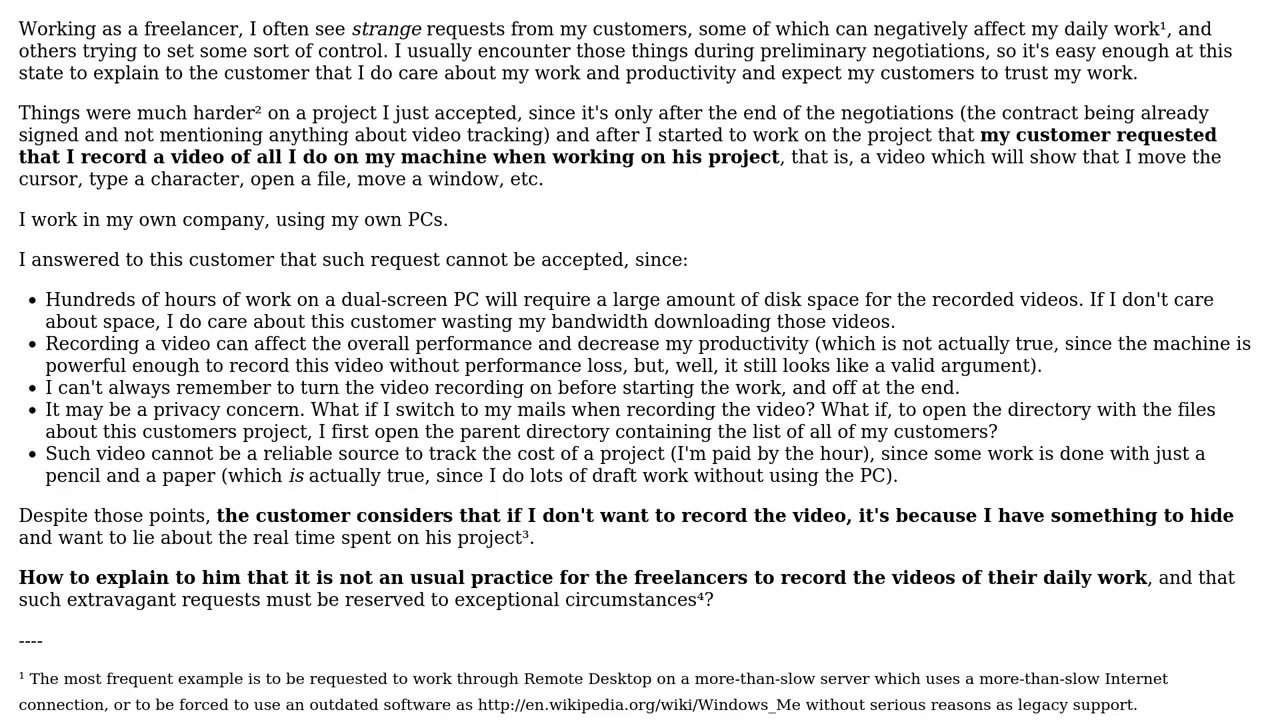 Working as a freelancer, I often see strange requests from my customers, some of which can negatively affect my daily work¹, and
others trying to set some sort of control. I usually encounter those things during preliminary negotiations, so it's easy enough at this
state to explain to the customer that I do care about my work and productivity and expect my customers to trust my work.
Things were much harder² on a project I just accepted, since it's only after the end of the negotiations (the contract being already
signed and not mentioning anything about video tracking) and after I started to work on the project that my customer requested
that I record a video of all I do on my machine when working on his project, that is, a video which will show that I move the
cursor, type a character, open a file, move a window, etc.
I work in my own company, using my own PCs.
I answered to this customer that such request cannot be accepted, since:
• Hundreds of hours of work on a dual-screen PC will require a large amount of disk space for the recorded videos. If I don't care
about space, I do care about this customer wasting my bandwidth downloading those videos.
• Recording a video can affect the overall performance and decrease my productivity (which is not actually true, since the machine is
powerful enough to record this video without performance loss, but, well, it still looks like a valid argument).
• I can't always remember to turn the video recording on before starting the work, and off at the end.
• It may be a privacy concern. What if I switch to my mails when recording the video? What if, to open the directory with the files
about this customers project, I first open the parent directory containing the list of all of my customers?
• Such video cannot be a reliable source to track the cost of a project (I'm paid by the hour), since some work is done with just a
pencil and a paper (which is actually true, since I do lots of draft work without using the PC).
Despite those points, the customer considers that if I don't want to record the video, it's because I have something to hide
and want to lie about the real time spent on his project³.
How to explain to him that it is not an usual practice for the freelancers to record the videos of their daily work, and that
such extravagant requests must be reserved to exceptional circumstances⁴?
----
¹ The most frequent example is to be requested to work through Remote Desktop on a more-than-slow server which uses a more-than-slow Internet
connection, or to be forced to use an outdated software as http://en.wikipedia.org/wiki/Windows_Me without serious reasons as legacy support.